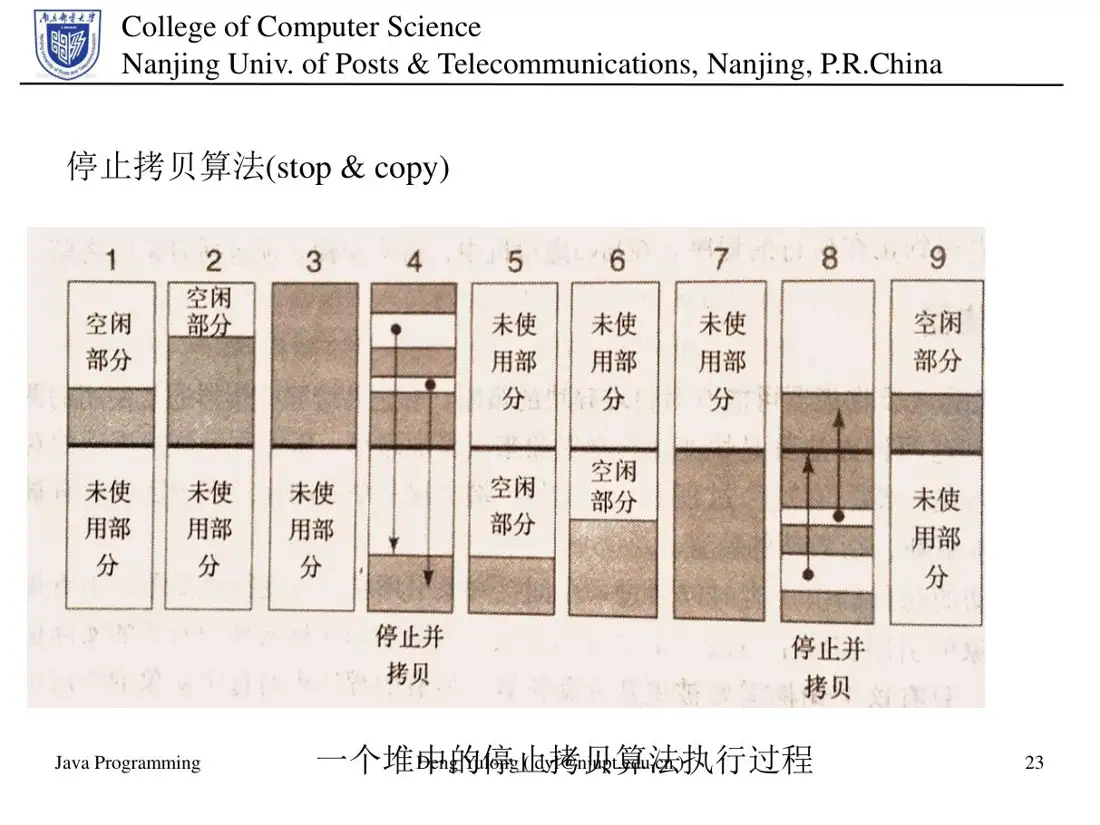 College of Computer Science
Nanjing Univ. of Posts & Telecommunications, Nanjing, P.R.China
停止拷贝算法(stop & copy)
1 2 3 4 5 6 7 8 9
空闲
部分
未使
用部
分
空闲
部分
未使
用部
分
未使
用部
分
停止并
拷贝
未使
用部
分
空闲
部分
未使
用部
分
空闲
部分
未使
用部
分
停止并
拷贝
空闲
部分
未使
用部
分
一个堆中的停止拷贝算法执行过程
Java Programming
23